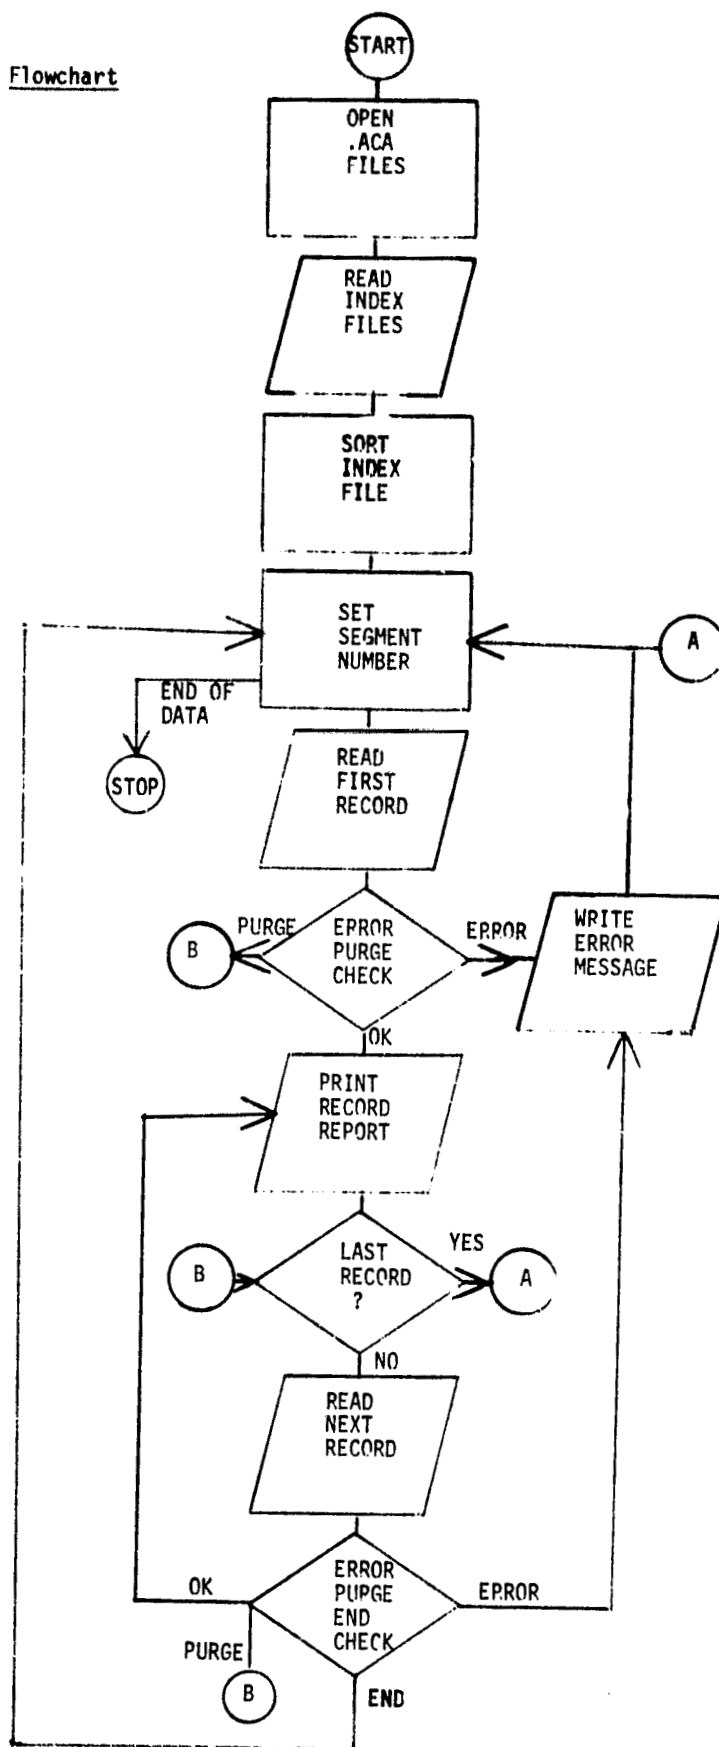 START
Flowchart
OPEN
.ACA
FILES
READ
INDEX
FILES
SORT
INDEX
FILE
SET
SEGMENT
NUMBER
A
END OF
DATA
STOP
READ
FIRST
RECORD
B
PURGE
ERROR
PURGE
CHECK
ERROR
WRITE
ERROR
MESSAGE
OK
PRINT
RECORD
REPORT
B
LAST
RECORD
?
YES
A
NO
READ
NEXT
RECORD
OK
ERROR
PURGE
END
CHECK
ERROR
PURGE
B
END